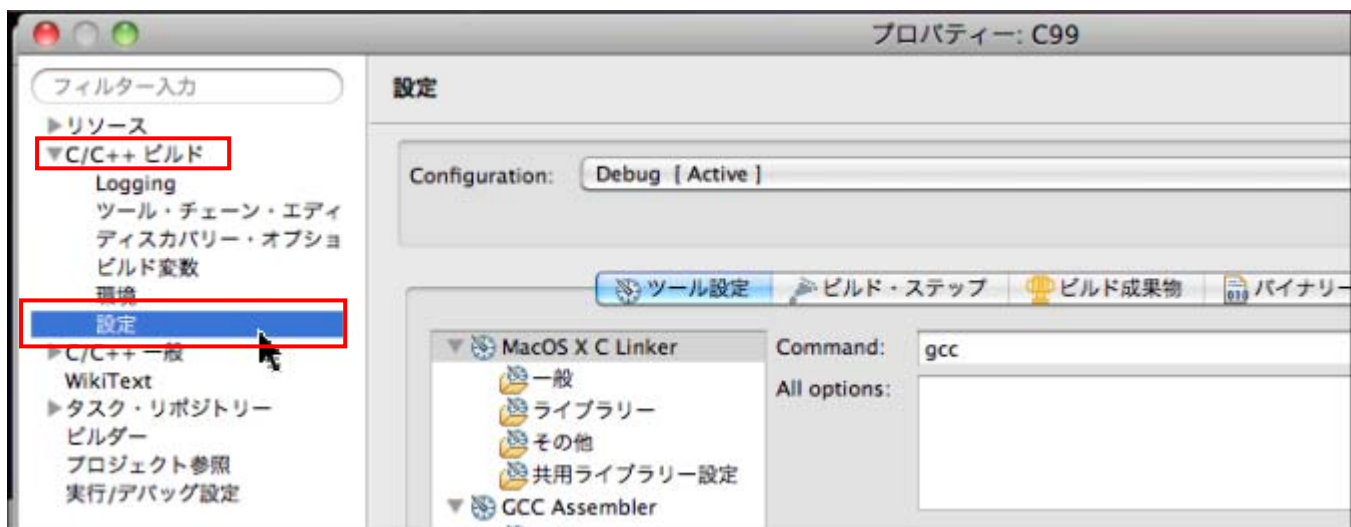 プロパティー: C99
フィルター入力
リソース
C/C++ ビルド
Logging
ツール・チェーン・エディ
ディスカバリー・オプショ
ビルド変数
環境
設定
C/C++ 一般
WikiText
タスク・リポジトリー
ビルダー
プロジェクト参照
実行/デバッグ設定
設定
Configuration: Debug [ Active ]
ツール設定 ビルド・ステップ ビルド成果物 バイナリー
MacOS X C Linker
一般
ライブラリー
その他
共用ライブラリー設定
GCC Assembler
Command: gcc
All options: